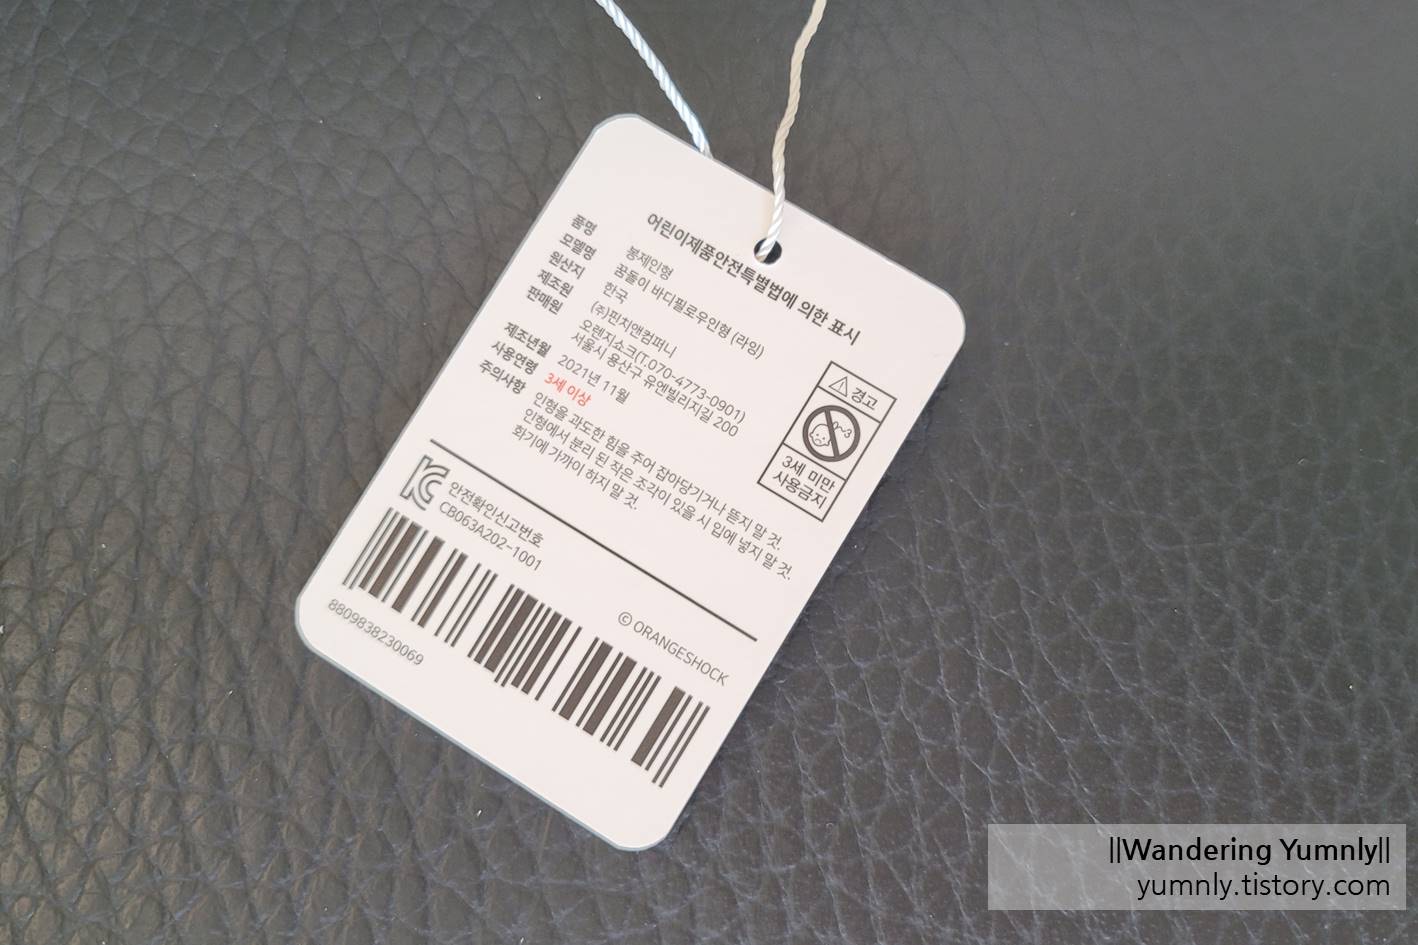 어린이제품안전특별법에 의한 표시
품명 봉제인형
모델명 꿈돌이 바디필로우인형 (라임)
원산지 한국
제조원 (주)핀치앤컴퍼니
판매원 오렌지쇼크(T.070-4773-0901)
서울시 용산구 유엔빌리지길 200
제조년월 2021년 11월
사용연령 3세 이상
주의사항 인형을 과도한 힘을 주어 잡아당기거나 뜯지 말 것.
인형에서 분리 된 작은 조각이 있을 시 입에 넣지 말 것.
화기에 가까이 하지 말 것.
경고
0~3
3세 미만
사용금지
안전확인신고번호
CB063A202-1001
ⓒ ORANGESHOCK
8809838230069
||Wandering Yumnly||
yumnly.tistory.com